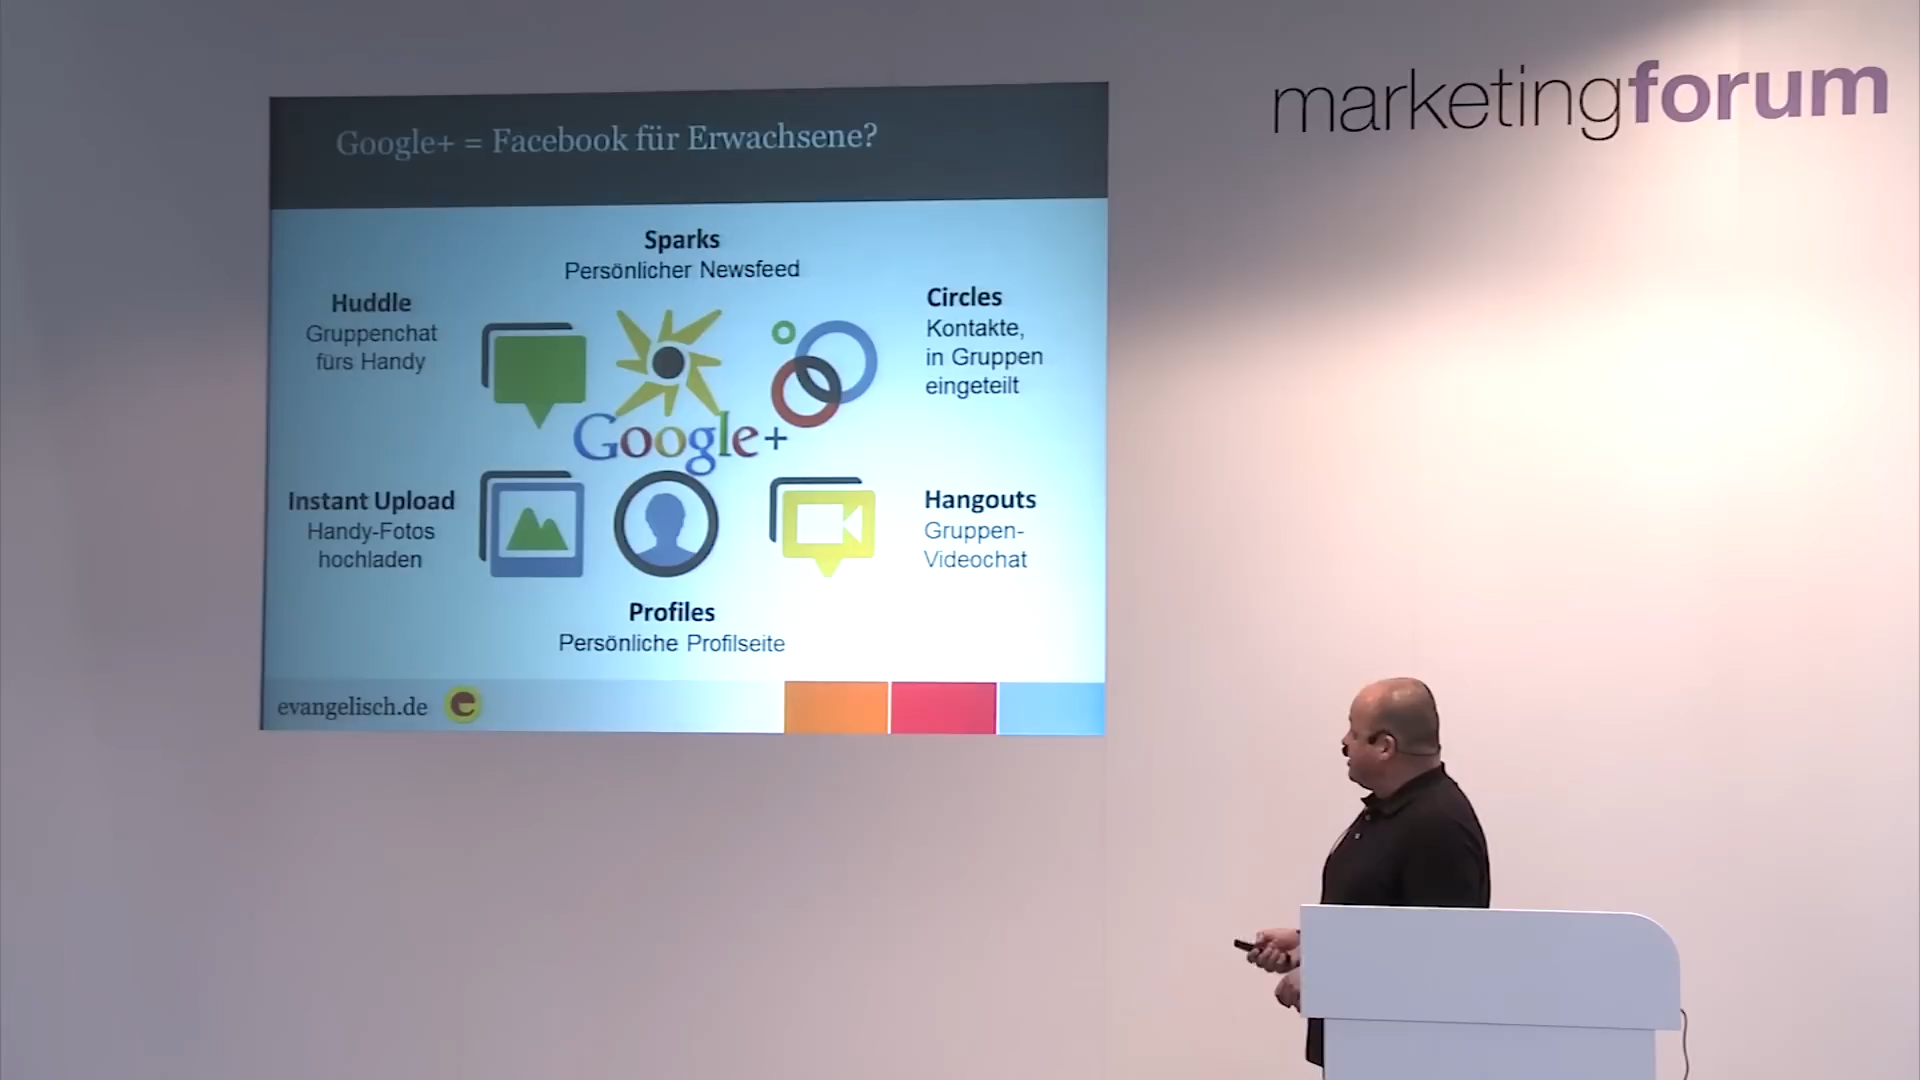 marketingforum
Google+ = Facebook für Erwachsene?
Sparks
Persönlicher Newsfeed
Huddle
Gruppenchat
fürs Handy
Circles
Kontakte,
in Gruppen
eingeteilt
Google+
Instant Upload
Handy-Fotos
hochladen
Hangouts
Gruppen-
Videochat
Profiles
Persönliche Profilseite
evangelisch.de e